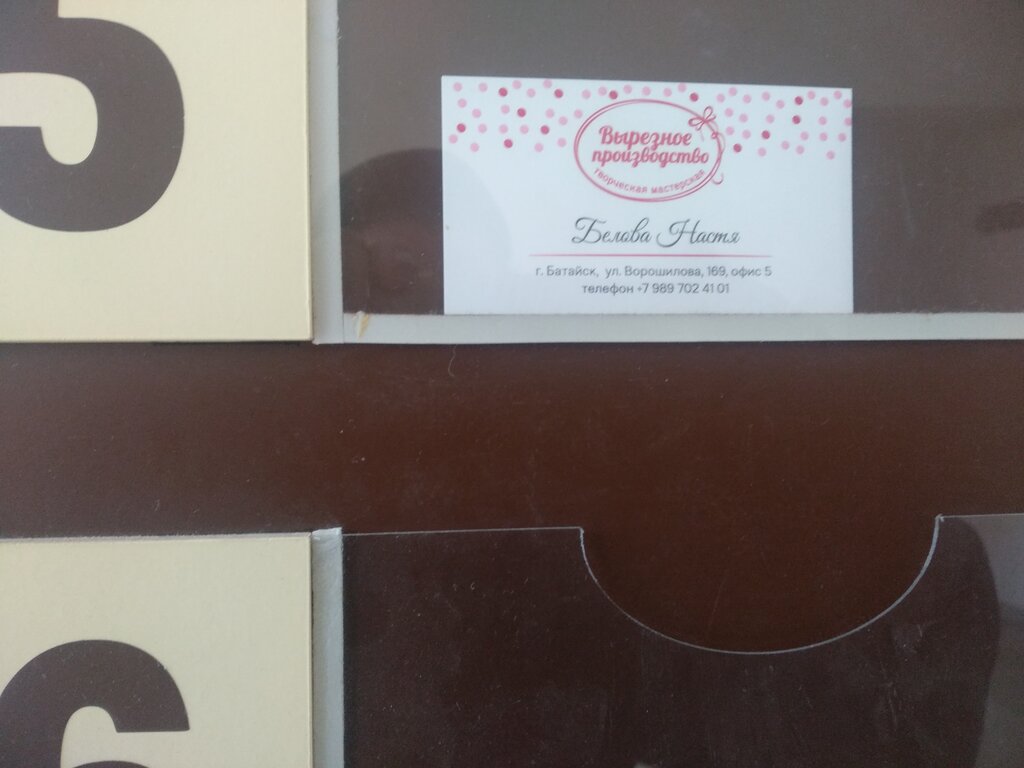 5
Вырезное
производство
творческая мастерская
Белова Настя
г. Батайск, ул. Ворошилова, 169, офис 5
телефон +7 989 702 41 01
6